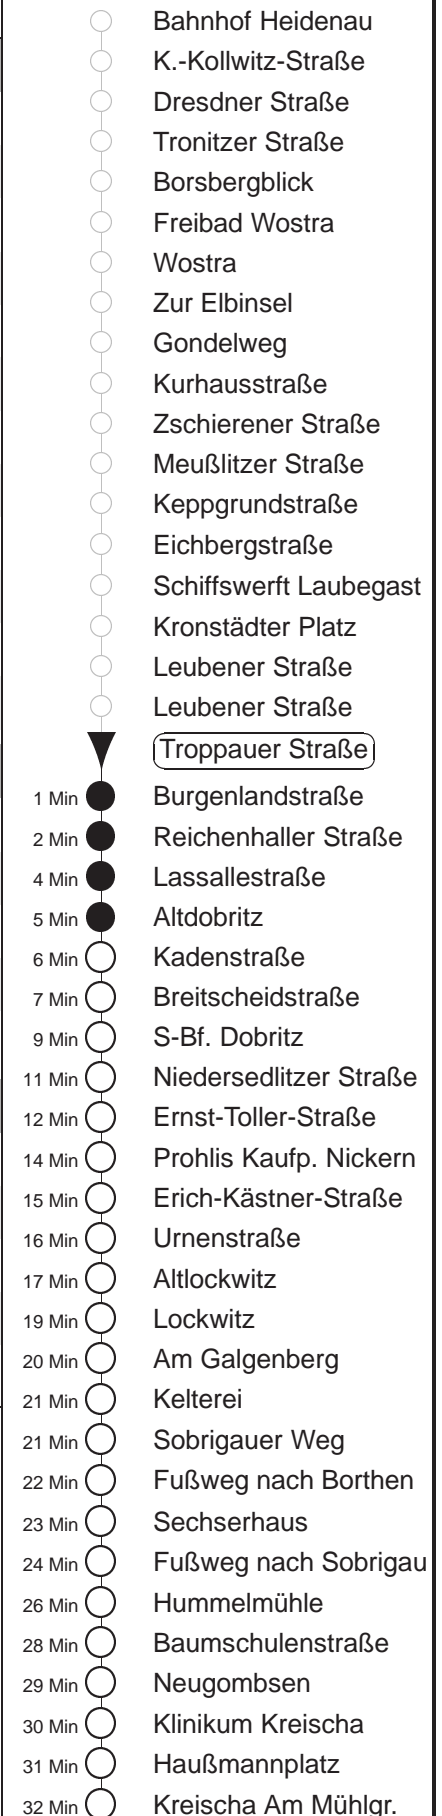 Bahnhof Heidenau
K.-Kollwitz-Straße
Dresdner Straße
Tronitzer Straße
Borsbergblick
Freibad Wostra
Wostra
Zur Elbinsel
Gondelweg
Kurhausstraße
Zschierener Straße
Meußlitzer Straße
Keppgrundstraße
Eichbergstraße
Schiffswerft Laubegast
Kronstädter Platz
Leubener Straße
Leubener Straße
Troppauer Straße
1 Min Burgenlandstraße
2 Min Reichenhaller Straße
4 Min Lassallestraße
5 Min Altdobritz
6 Min Kadenstraße
7 Min Breitscheidstraße
9 Min S-Bf. Dobritz
11 Min Niedersedlitzer Straße
12 Min Ernst-Toller-Straße
14 Min Prohlis Kaufp. Nickern
15 Min Erich-Kästner-Straße
16 Min Urnenstraße
17 Min Altlockwitz
19 Min Lockwitz
20 Min Am Galgenberg
21 Min Kelterei
21 Min Sobrigauer Weg
22 Min Fußweg nach Borthen
23 Min Sechserhaus
24 Min Fußweg nach Sobrigau
26 Min Hummelmühle
28 Min Baumschulenstraße
29 Min Neugombsen
30 Min Klinikum Kreischa
31 Min Haußmannplatz
32 Min Kreischa Am Mühlgr.